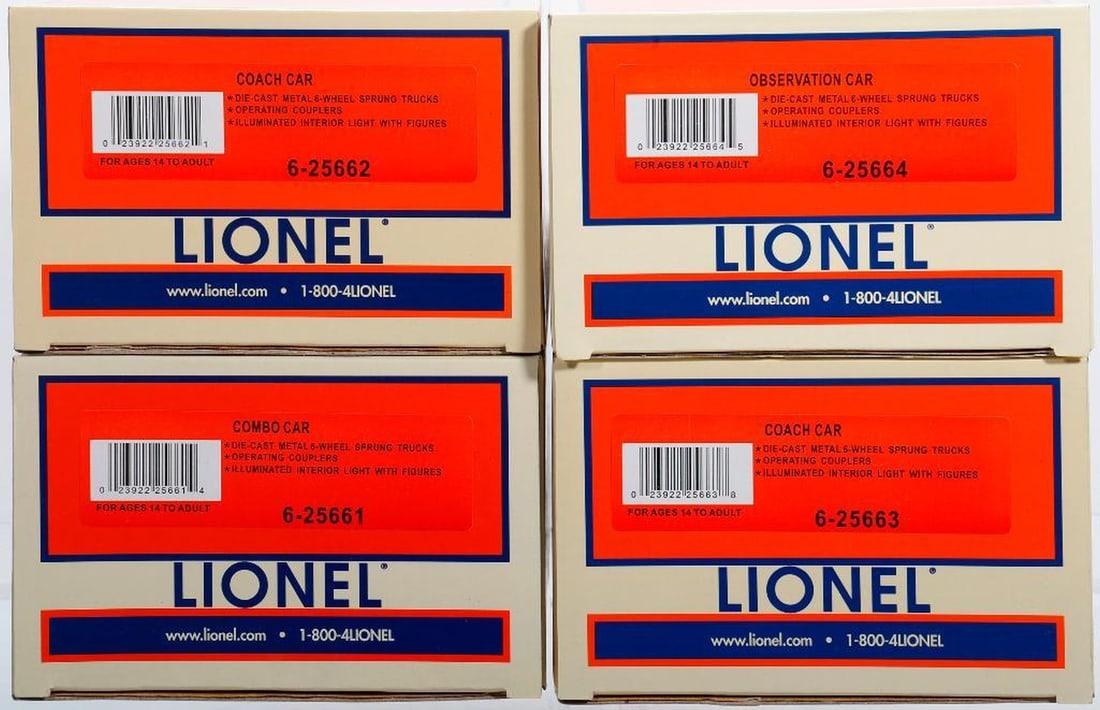 COACH CAR
*DIE-CAST METAL 6-WHEEL SPRUNG TRUCKS
*OPERATING COUPLERS
*ILLUMINATED INTERIOR LIGHT WITH FIGURES
0 23922 25662 1
FOR AGES 14 TO ADULT
6-25662
LIONEL®
www.lionel.com • 1-800-4LIONEL
OBSERVATION CAR
*DIE-CAST METAL 6-WHEEL SPRUNG TRUCKS
*OPERATING COUPLERS
*ILLUMINATED INTERIOR LIGHT WITH FIGURES
0 23922 25664 5
FOR AGES 14 TO ADULT
6-25664
LIONEL®
www.lionel.com • 1-800-4LIONEL
COMBO CAR
*DIE-CAST METAL 6-WHEEL SPRUNG TRUCKS
*OPERATING COUPLERS
*ILLUMINATED INTERIOR LIGHT WITH FIGURES
0 23922 25661 4
FOR AGES 14 TO ADULT
6-25661
LIONEL®
www.lionel.com • 1-800-4LIONEL
COACH CAR
*DIE-CAST METAL 6-WHEEL SPRUNG TRUCKS
*OPERATING COUPLERS
*ILLUMINATED INTERIOR LIGHT WITH FIGURES
0 23922 25663 8
FOR AGES 14 TO ADULT
6-25663
LIONEL®
www.lionel.com • 1-800-4LIONEL